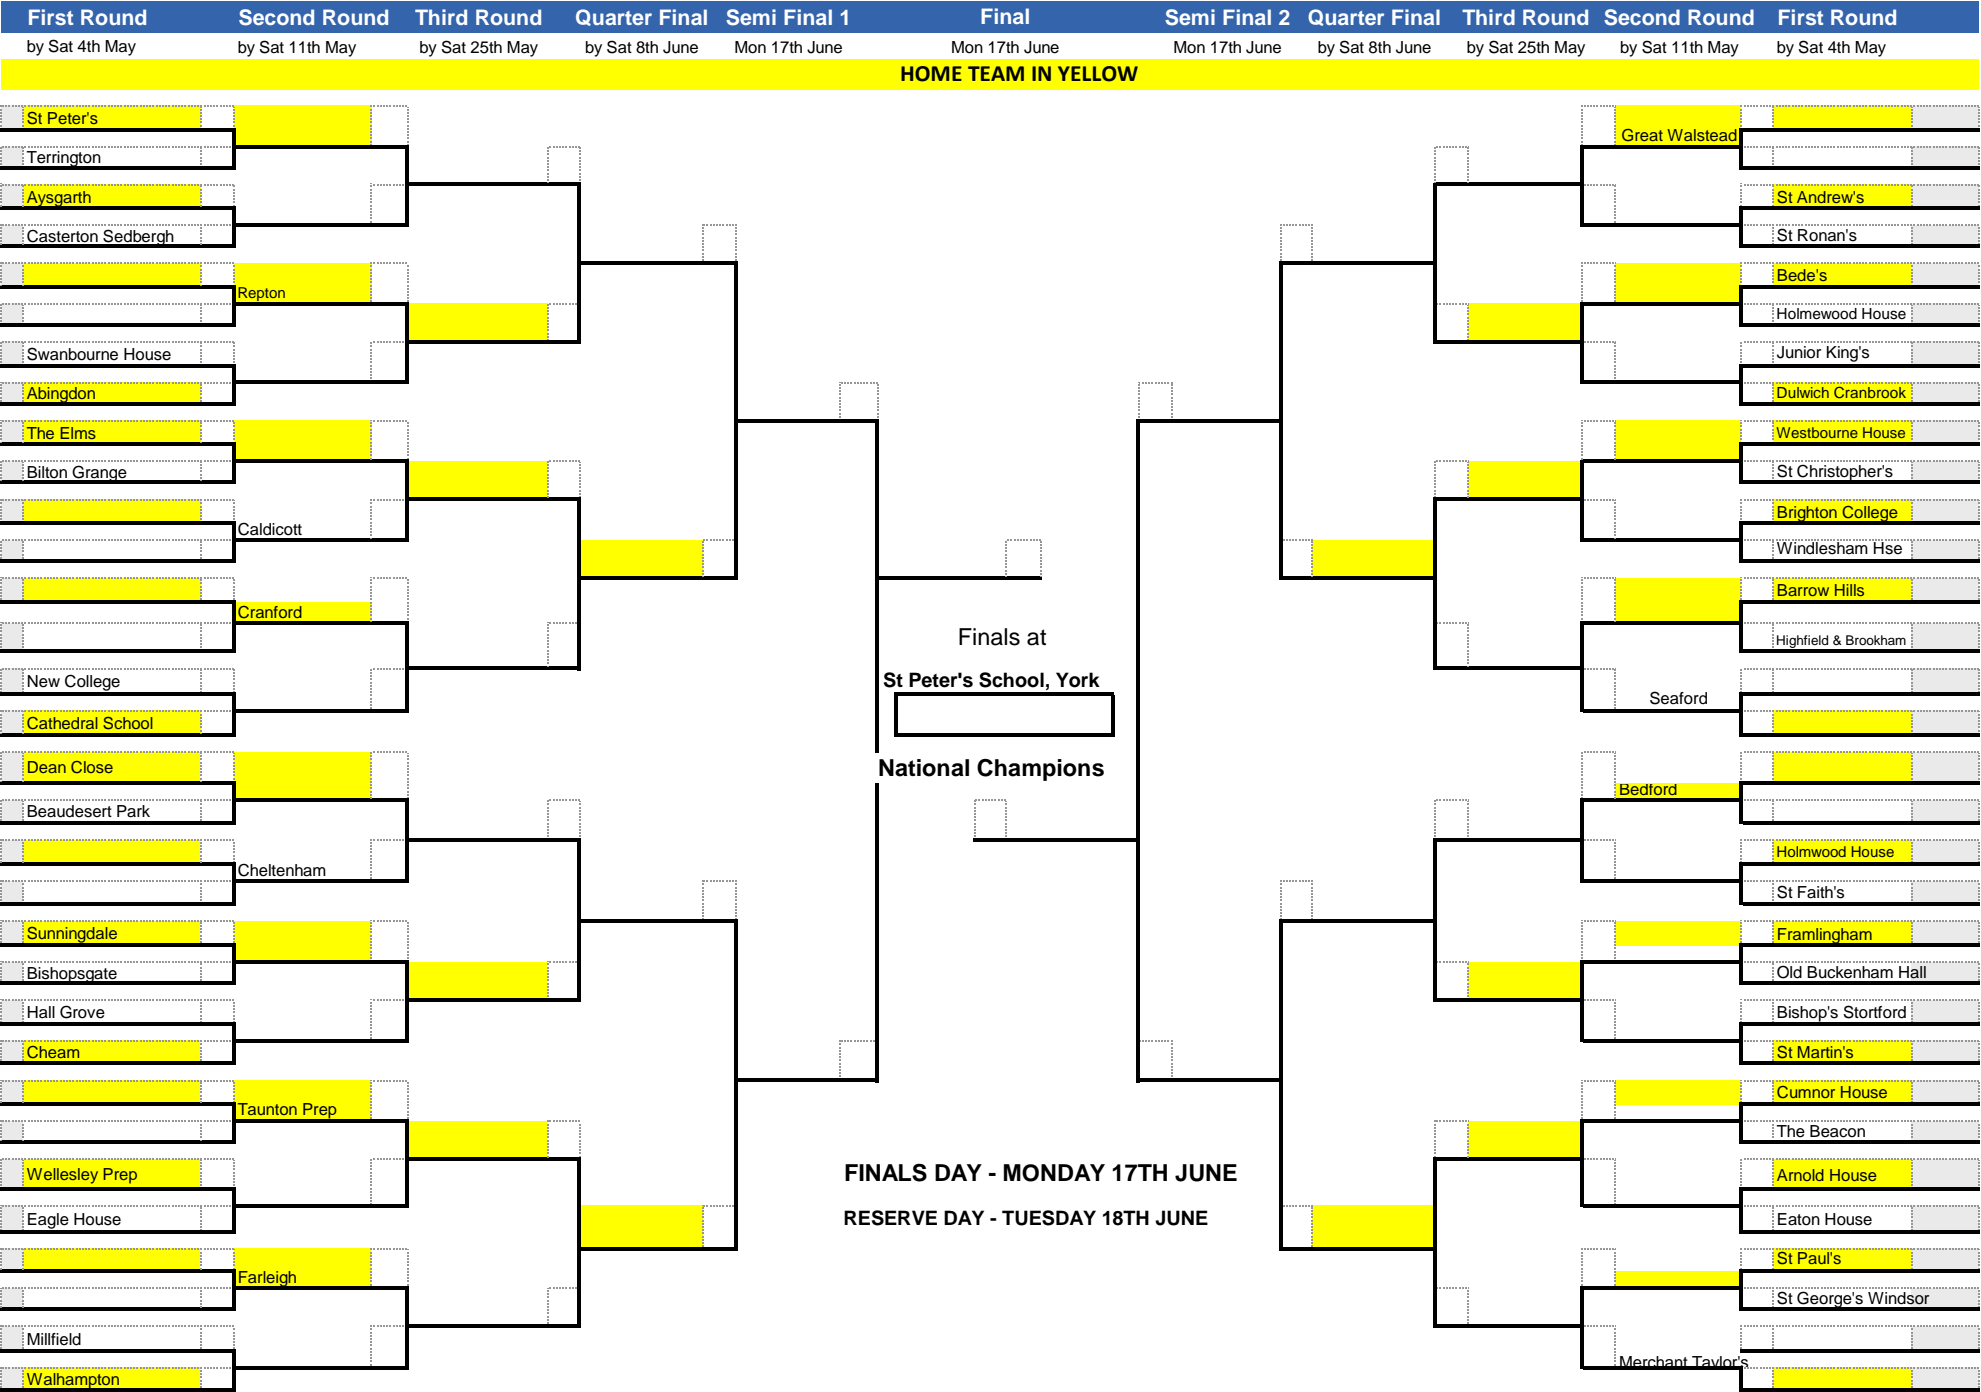 First Round Second Round Third Round Quarter Final Semi Final 1 Final Semi Final 2 Quarter Final Third Round Second Round First Round
by Sat 4th May by Sat 11th May by Sat 25th May by Sat 8th June Mon 17th June Mon 17th June Mon 17th June by Sat 8th June by Sat 25th May by Sat 11th May by Sat 4th May
HOME TEAM IN YELLOW
St Peter's
Great Walstead
Terrington
Aysgarth St Andrew's
Casterton Sedbergh St Ronan's
Bede's
Repton
Holmewood House
Swanbourne House Junior King's
Abingdon Dulwich Cranbrook
The Elms Westbourne House
Bilton Grange St Christopher's
Brighton College
Caldicott
Windlesham Hse
Barrow Hills
Cranford
Finals at Highfield & Brookham
New College St Peter's School, York
Seaford
Cathedral School
Dean Close National Champions
Bedford
Beaudesert Park
Holmwood House
Cheltenham
St Faith's
Sunningdale Framlingham
Bishopsgate Old Buckenham Hall
Hall Grove Bishop's Stortford
Cheam St Martin's
Cumnor House
Taunton Prep
The Beacon
Wellesley Prep FINALS DAY - MONDAY 17TH JUNE Arnold House
Eagle House RESERVE DAY - TUESDAY 18TH JUNE Eaton House
St Paul's
Farleigh
St George's Windsor
Millfield
Merchant Taylor's
Walhampton